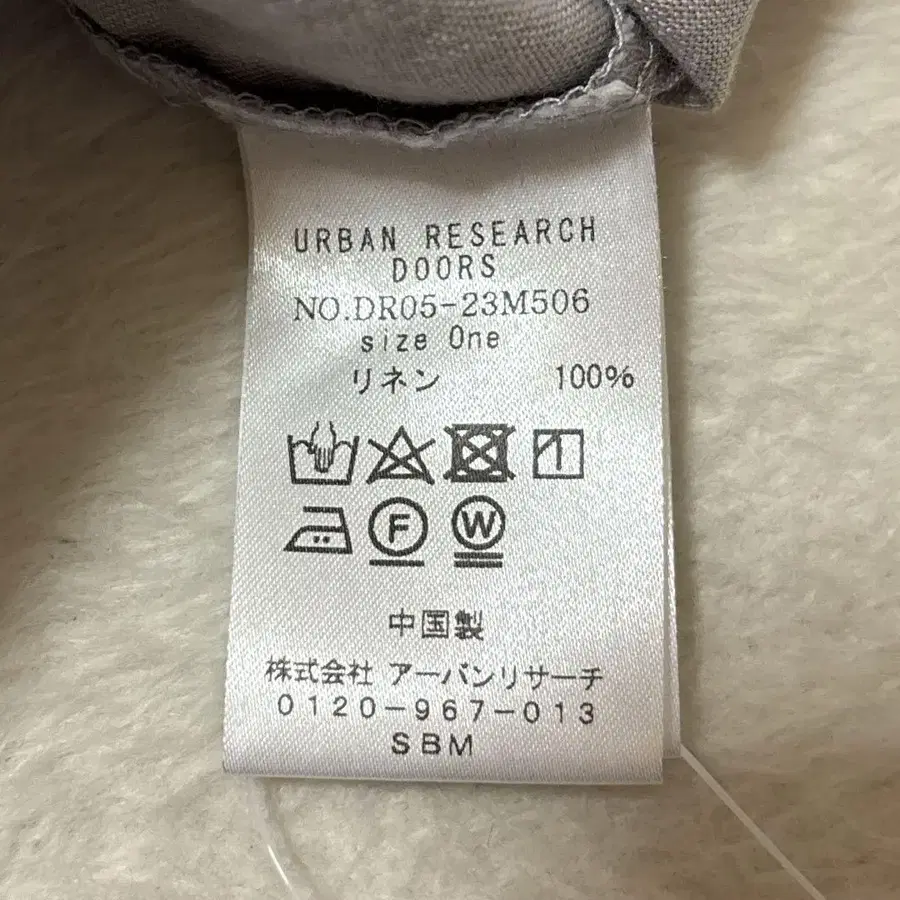 URBAN RESEARCH
DOORS
NO.DR05-23M506
size One
リネン 100%
F W
中国製
株式会社 アーバンリサーチ
0120-967-013
SBM